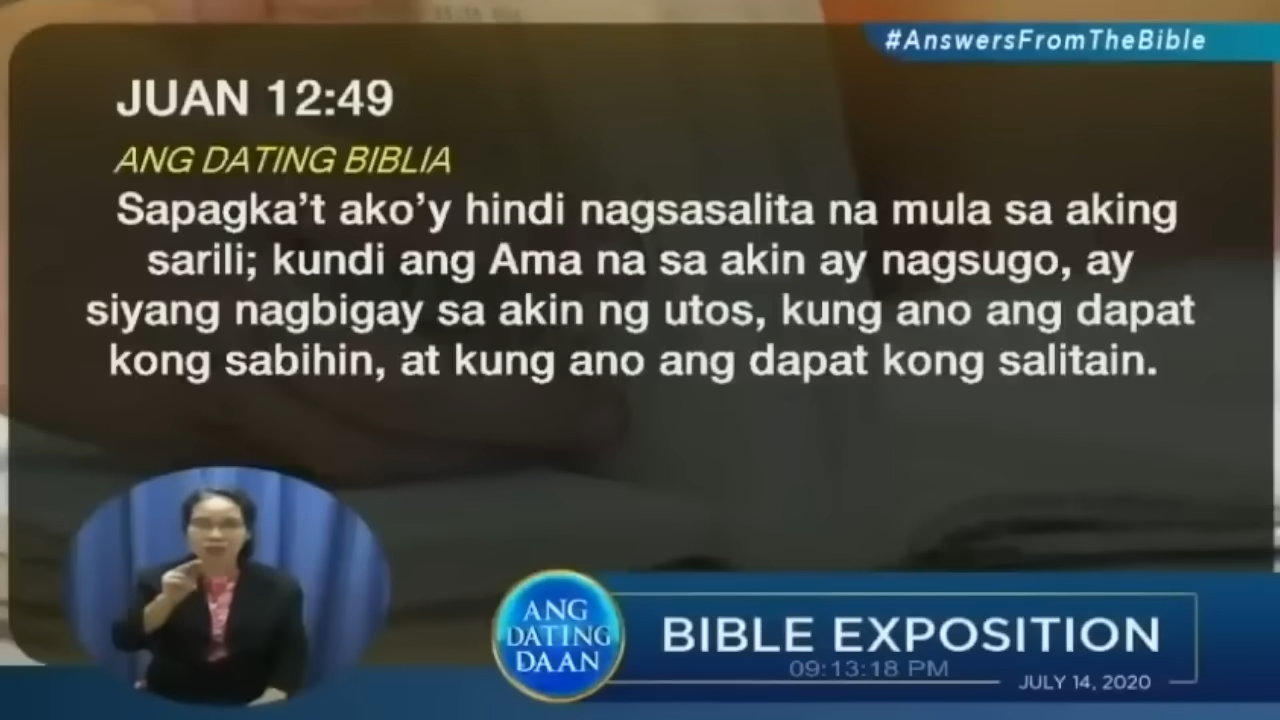 #AnswersFromTheBible
JUAN 12:49
ANG DATING BIBLIA
Sapagka't ako'y hindi nagsasalita na mula sa aking
sarili; kundi ang Ama na sa akin ay nagsugo, ay
siyang nagbigay sa akin ng utos, kung ano ang dapat
kong sabihin, at kung ano ang dapat kong salitain.
ANG
DATING
DAAN
BIBLE EXPOSITION
09:13:18 PM
JULY 14, 2020